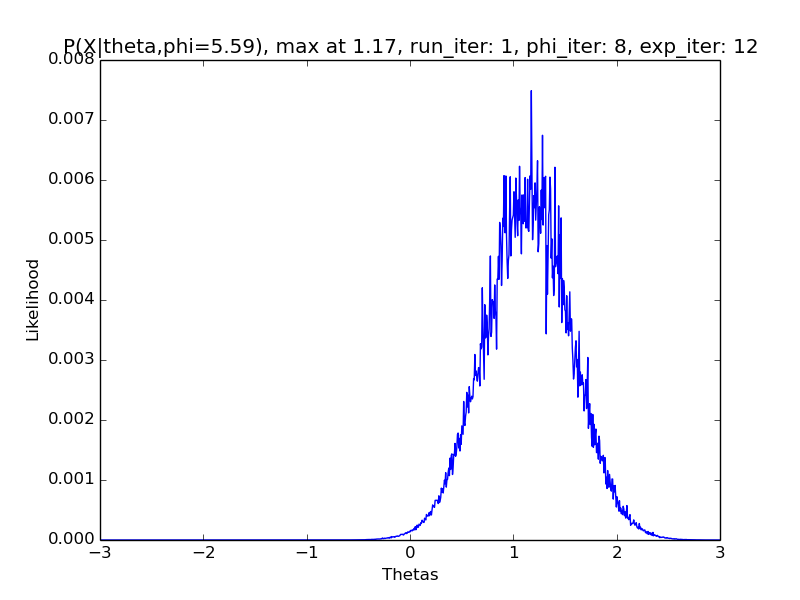 P(X|theta,phi=5.59), max at 1.17, run_iter: 1, phi_iter: 8, exp_iter: 12
0.008
0.007
0.006
0.005
0.004
0.003
0.002
0.001
0.000
Likelihood
−3 −2 −1 0 1 2 3
Thetas